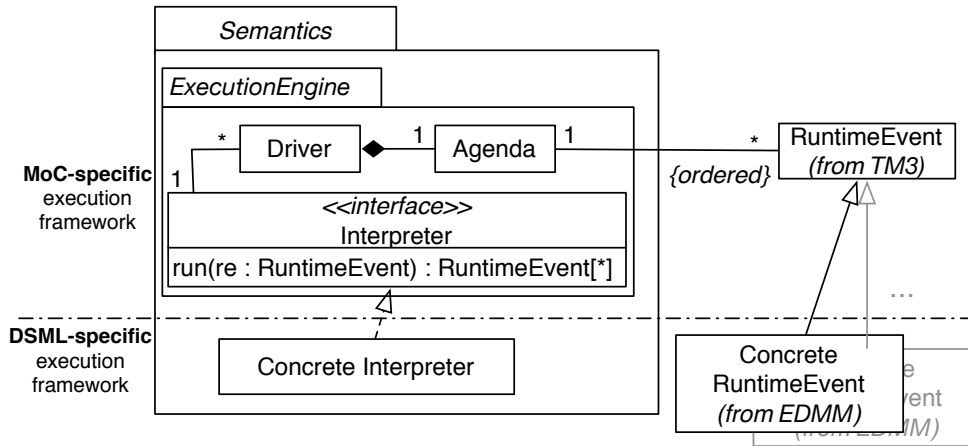 Semantics
ExecutionEngine
* 1 1 *
Driver
Agenda
RuntimeEvent
(from TM3)
{ordered}
MoC-specific
execution
framework
1
<<interface>>
Interpreter
run(re : RuntimeEvent) : RuntimeEvent[*]
...
DSML-specific
execution
framework
Concrete Interpreter
Concrete
RuntimeEvent
(from EDMM)